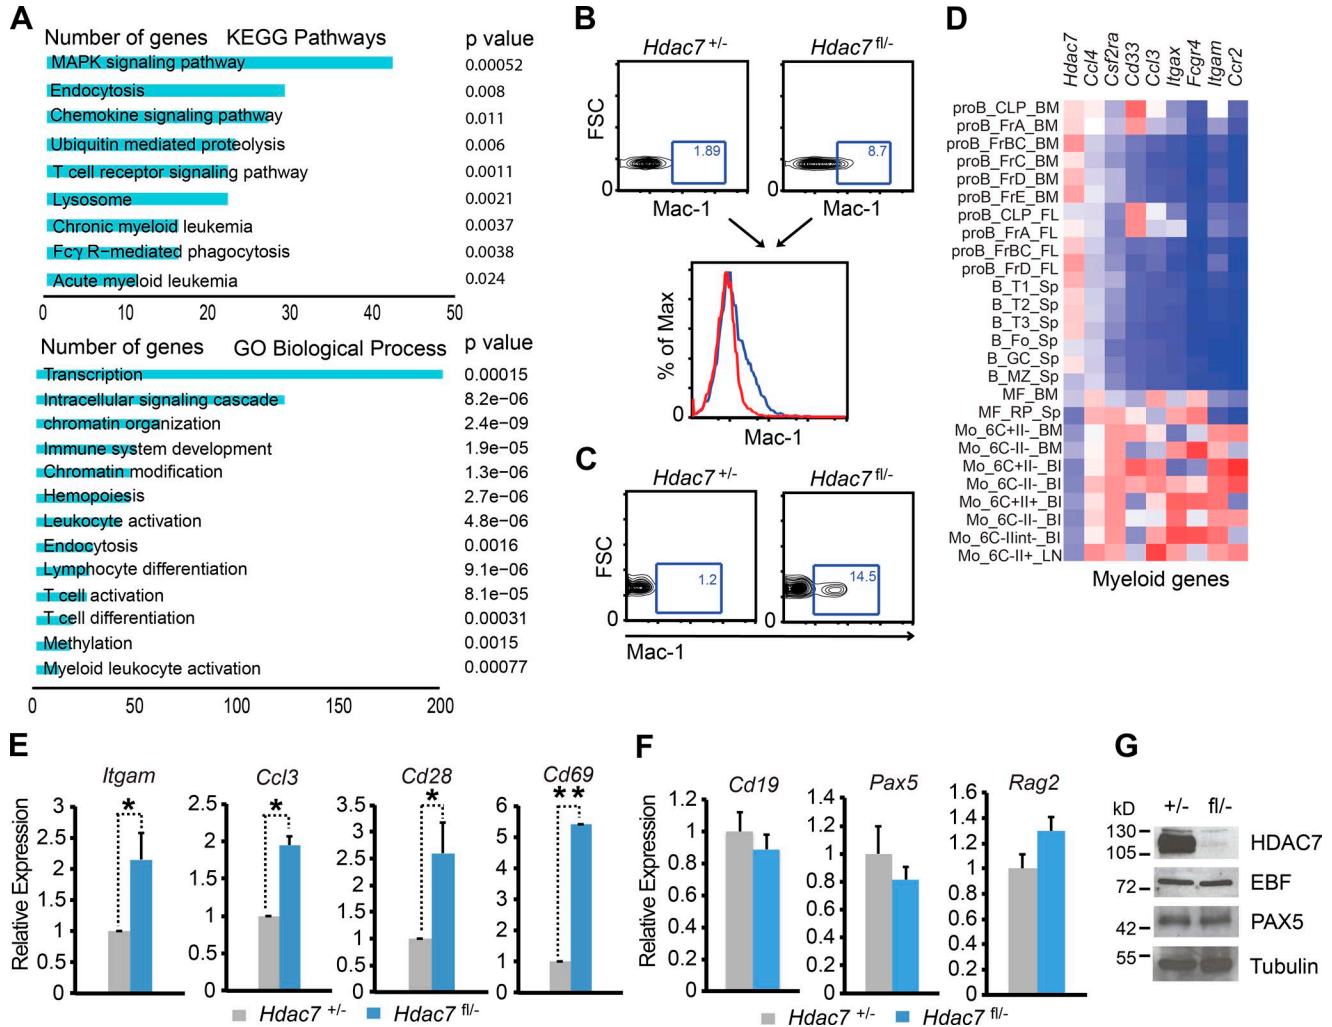 A
Number of genes KEGG Pathways p value
MAPK signaling pathway 0.00052
Endocytosis 0.008
Chemokine signaling pathway 0.011
Ubiquitin mediated proteolysis 0.006
T cell receptor signaling pathway 0.0011
Lysosome 0.0021
Chronic myeloid leukemia 0.0037
Fcγ R−mediated phagocytosis 0.0038
Acute myeloid leukemia 0.024
0 10 20 30 40 50
Number of genes GO Biological Process p value
Transcription 0.00015
Intracellular signaling cascade 8.2e−06
chromatin organization 2.4e−09
Immune system development 1.9e−05
Chromatin modification 1.3e−06
Hemopoiesis 2.7e−06
Leukocyte activation 4.8e−06
Endocytosis 0.0016
Lymphocyte differentiation 9.1e−06
T cell activation 8.1e−05
T cell differentiation 0.00031
Methylation 0.0015
Myeloid leukocyte activation 0.00077
0 50 100 150 200
B
Hdac7 +/- Hdac7 fl/-
FSC
1.89 8.7
0 0
Mac-1 Mac-1
% of Max
0
Mac-1
C
Hdac7 +/- Hdac7 fl/-
FSC
1.2 14.5
0 0
Mac-1
D
Hdac7 Ccl4 Csf2ra Cd33 Ccl3 Itgax Fcgr4 Itgam Ccr2
proB_CLP_BM
proB_FrA_BM
proB_FrBC_BM
proB_FrC_BM
proB_FrD_BM
proB_FrE_BM
proB_CLP_FL
proB_FrA_FL
proB_FrBC_FL
proB_FrD_FL
B_T1_Sp
B_T2_Sp
B_T3_Sp
B_Fo_Sp
B_GC_Sp
B_MZ_Sp
MF_BM
MF_RP_Sp
Mo_6C+II-_BM
Mo_6C-II-_BM
Mo_6C+II-_BI
Mo_6C-II-_BI
Mo_6C+II+_BI
Mo_6C-II-_BI
Mo_6C-IIint-_BI
Mo_6C-II+_LN
Myeloid genes
E
Relative Expression
Itgam
*
3
2.5
2
1.5
1
0.5
0
Ccl3
*
2.5
2
1.5
1
0.5
0
Cd28
*
3.5
3
2.5
2
1.5
1
0.5
0
Cd69
**
6
5
4
3
2
1
0
Hdac7 +/- Hdac7 fl/-
F
Relative Expression
Cd19
1.2
1
0.8
0.6
0.4
0.2
0
Pax5
1.4
1.2
1
0.8
0.6
0.4
0.2
0
Rag2
1.6
1.4
1.2
1
0.8
0.6
0.4
0.2
0
Hdac7 +/- Hdac7 fl/-
G
kD +/- fl/-
130
105 HDAC7
72 EBF
42 PAX5
55
Tubulin